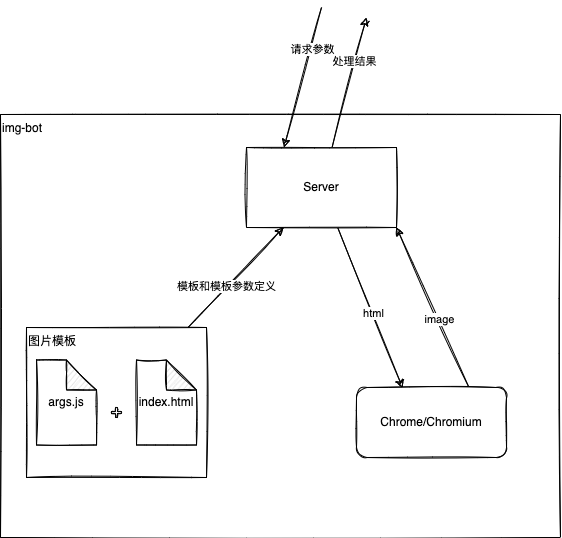 请求参数
处理结果
img-bot
Server
模板和模板参数定义
html
image
图片模板
args.js
index.html
Chrome/Chromium